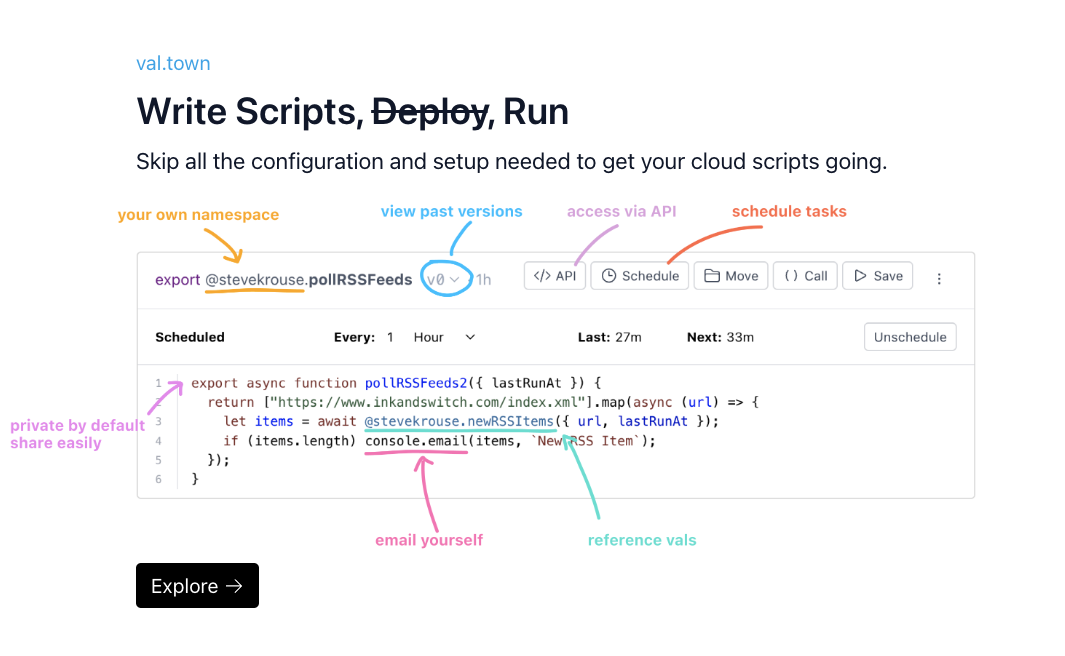 val.town
Write Scripts, Deploy, Run
Skip all the configuration and setup needed to get your cloud scripts going.
your own namespace
view past versions
access via API
schedule tasks
export @stevekrouse.pollRSSFeeds v0 1h
</> API
Schedule
Move
() Call
Save
Scheduled
Every: 1 Hour
Last: 27m
Next: 33m
Unschedule
1 export async function pollRSSFeeds2({ lastRunAt }) {
2 return ["https://www.inkandswitch.com/index.xml"].map(async (url) => {
3 let items = await @stevekrouse.newRSSItems({ url, lastRunAt });
4 if (items.length) console.email(items, `New RSS Item`);
5 });
6 }
private by default
share easily
email yourself
reference vals
Explore →